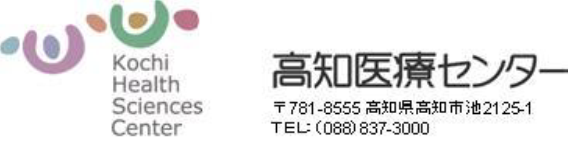 Kochi
Health
Sciences
Center
高知医療センター
〒781-8555 高知県高知市池2125-1
TEL:(088)837-3000